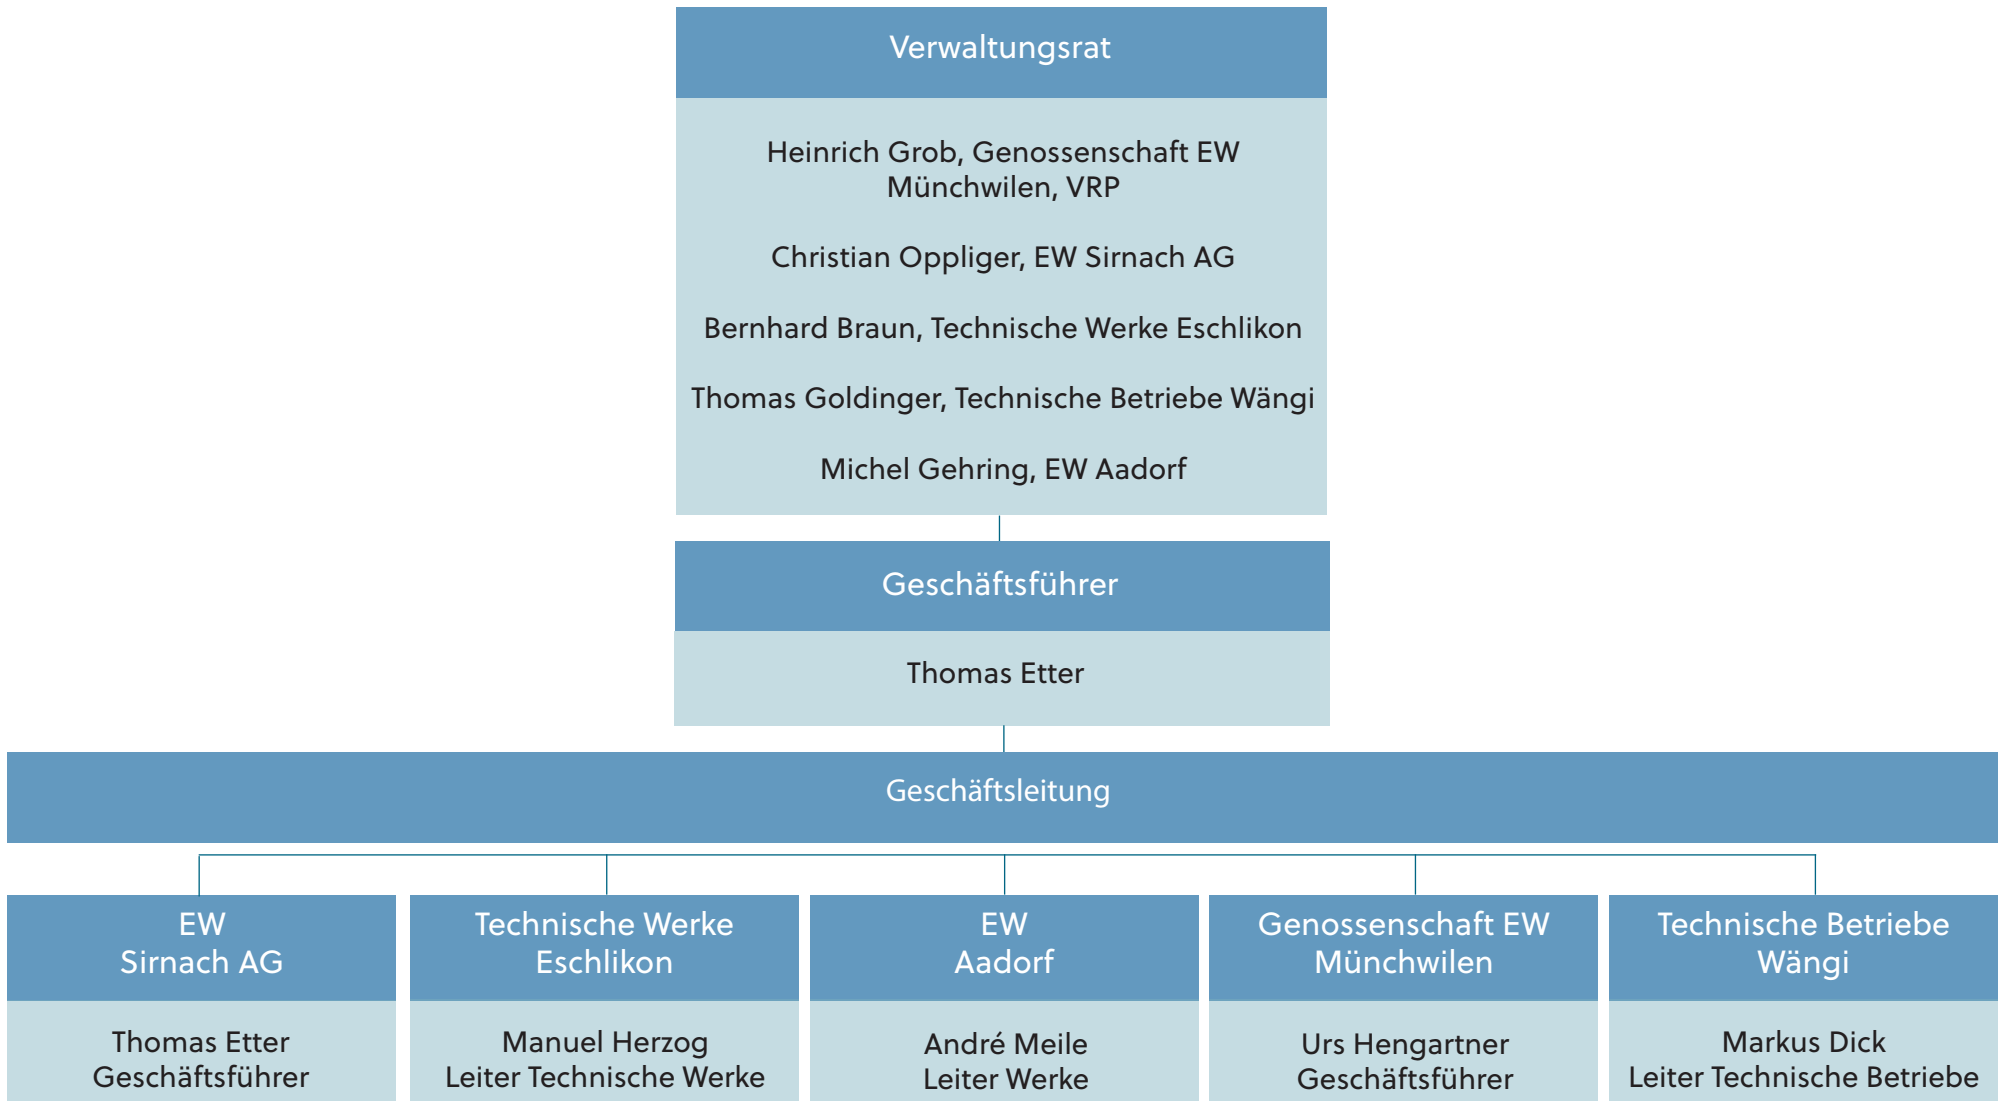 Verwaltungsrat
Heinrich Grob, Genossenschaft EW
Münchwilen, VRP
Christian Oppliger, EW Sirnach AG
Bernhard Braun, Technische Werke Eschlikon
Thomas Goldinger, Technische Betriebe Wängi
Michel Gehring, EW Aadorf
Geschäftsführer
Thomas Etter
Geschäftsleitung
EW
Sirnach AG
Thomas Etter
Geschäftsführer
Technische Werke
Eschlikon
Manuel Herzog
Leiter Technische Werke
EW
Aadorf
André Meile
Leiter Werke
Genossenschaft EW
Münchwilen
Urs Hengartner
Geschäftsführer
Technische Betriebe
Wängi
Markus Dick
Leiter Technische Betriebe